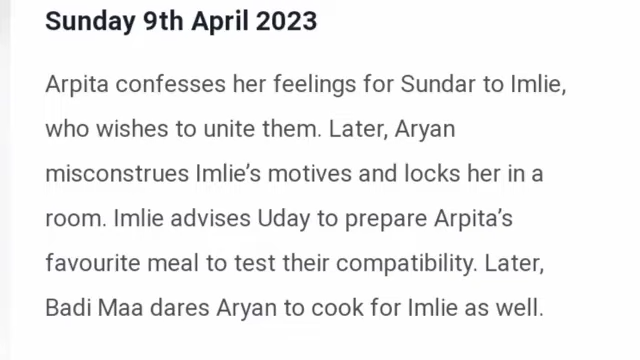 Sunday 9th April 2023
Arpita confesses her feelings for Sundar to Imlie,
who wishes to unite them. Later, Aryan
misconstrues Imlie’s motives and locks her in a
room. Imlie advises Uday to prepare Arpita’s
favourite meal to test their compatibility. Later,
Badi Maa dares Aryan to cook for Imlie as well.